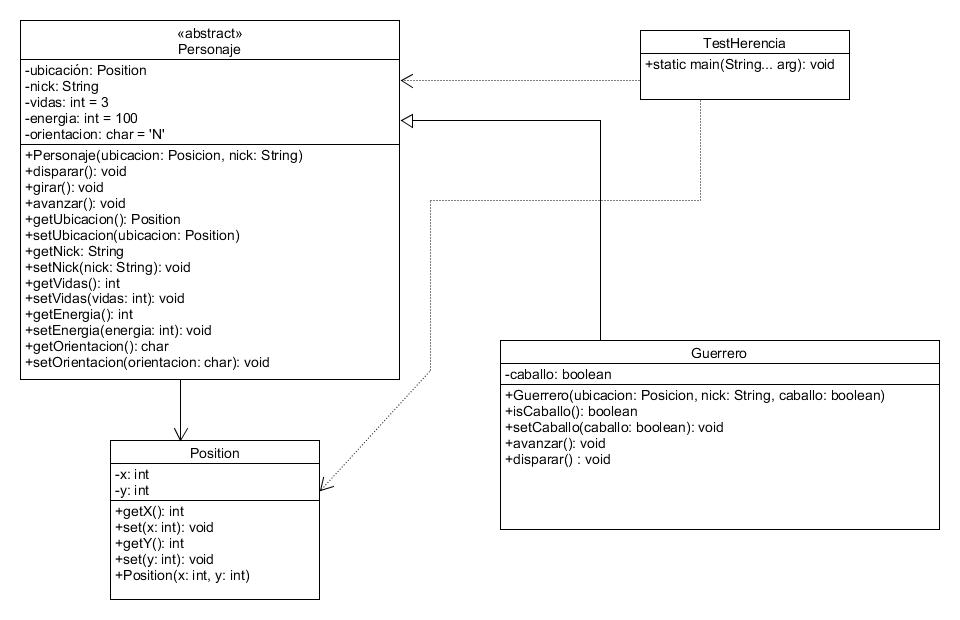 «abstract»
Personaje
-ubicación: Position
-nick: String
-vidas: int = 3
-energia: int = 100
-orientacion: char = 'N'
+Personaje(ubicacion: Posicion, nick: String)
+disparar(): void
+girar(): void
+avanzar(): void
+getUbicacion(): Position
+setUbicacion(ubicacion: Position)
+getNick: String
+setNick(nick: String): void
+getVidas(): int
+setVidas(vidas: int): void
+getEnergia(): int
+setEnergia(energia: int): void
+getOrientacion(): char
+setOrientacion(orientacion: char): void
TestHerencia
+static main(String... arg): void
Guerrero
-caballo: boolean
+Guerrero(ubicacion: Posicion, nick: String, caballo: boolean)
+isCaballo(): boolean
+setCaballo(caballo: boolean): void
+avanzar(): void
+disparar() : void
Position
-x: int
-y: int
+getX(): int
+set(x: int): void
+getY(): int
+set(y: int): void
+Position(x: int, y: int)